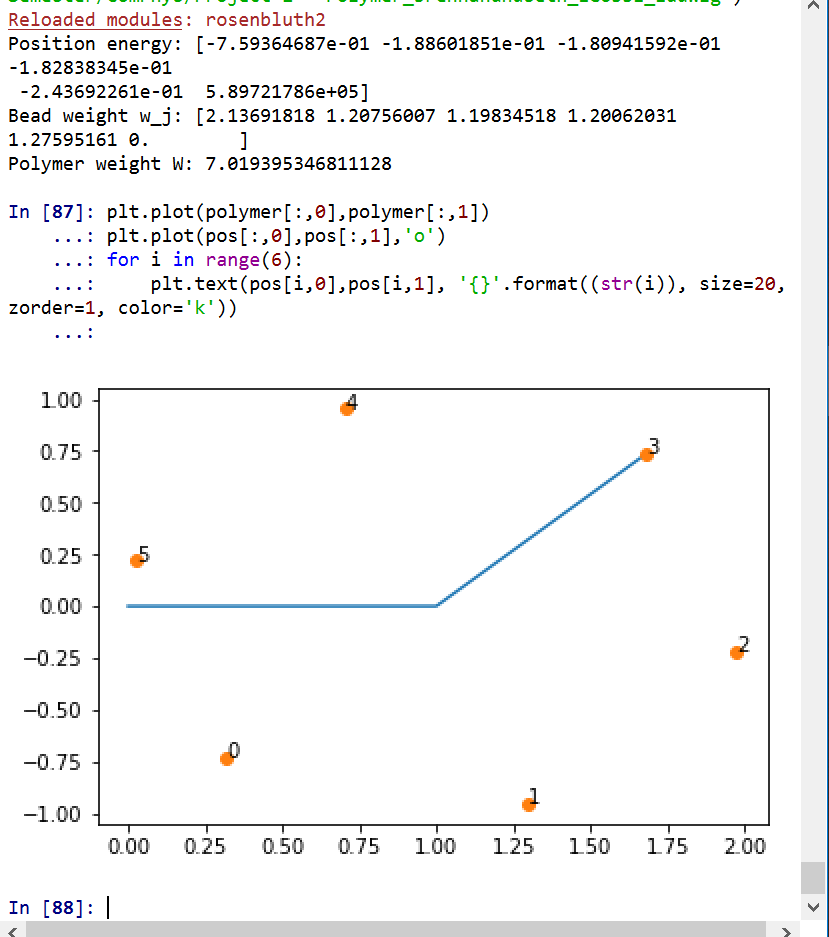 Reloaded modules: rosenbluth2
Position energy: [-7.59364687e-01 -1.88601851e-01 -1.80941592e-01
-1.82838345e-01
 -2.43692261e-01  5.89721786e+05]
Bead weight w_j: [2.13691818 1.20756007 1.19834518 1.20062031
1.27595161 0.        ]
Polymer weight W: 7.019395346811128
In [87]: plt.plot(polymer[:,0],polymer[:,1])
    ...: plt.plot(pos[:,0],pos[:,1],'o')
    ...: for i in range(6):
    ...:     plt.text(pos[i,0],pos[i,1], '{}'.format((str(i)), size=20,
zorder=1, color='k'))
    ...:
1.00
0.75
0.50
0.25
0.00
−0.25
−0.50
−0.75
−1.00
4
3
5
2
0
1
0.00 0.25 0.50 0.75 1.00 1.25 1.50 1.75 2.00
In [88]: